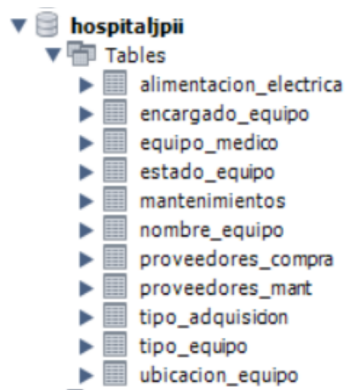 hospitaljpii
Tables
alimentacion_electrica
encargado_equipo
equipo_medico
estado_equipo
mantenimientos
nombre_equipo
proveedores_compra
proveedores_mant
tipo_adquisicion
tipo_equipo
ubicacion_equipo